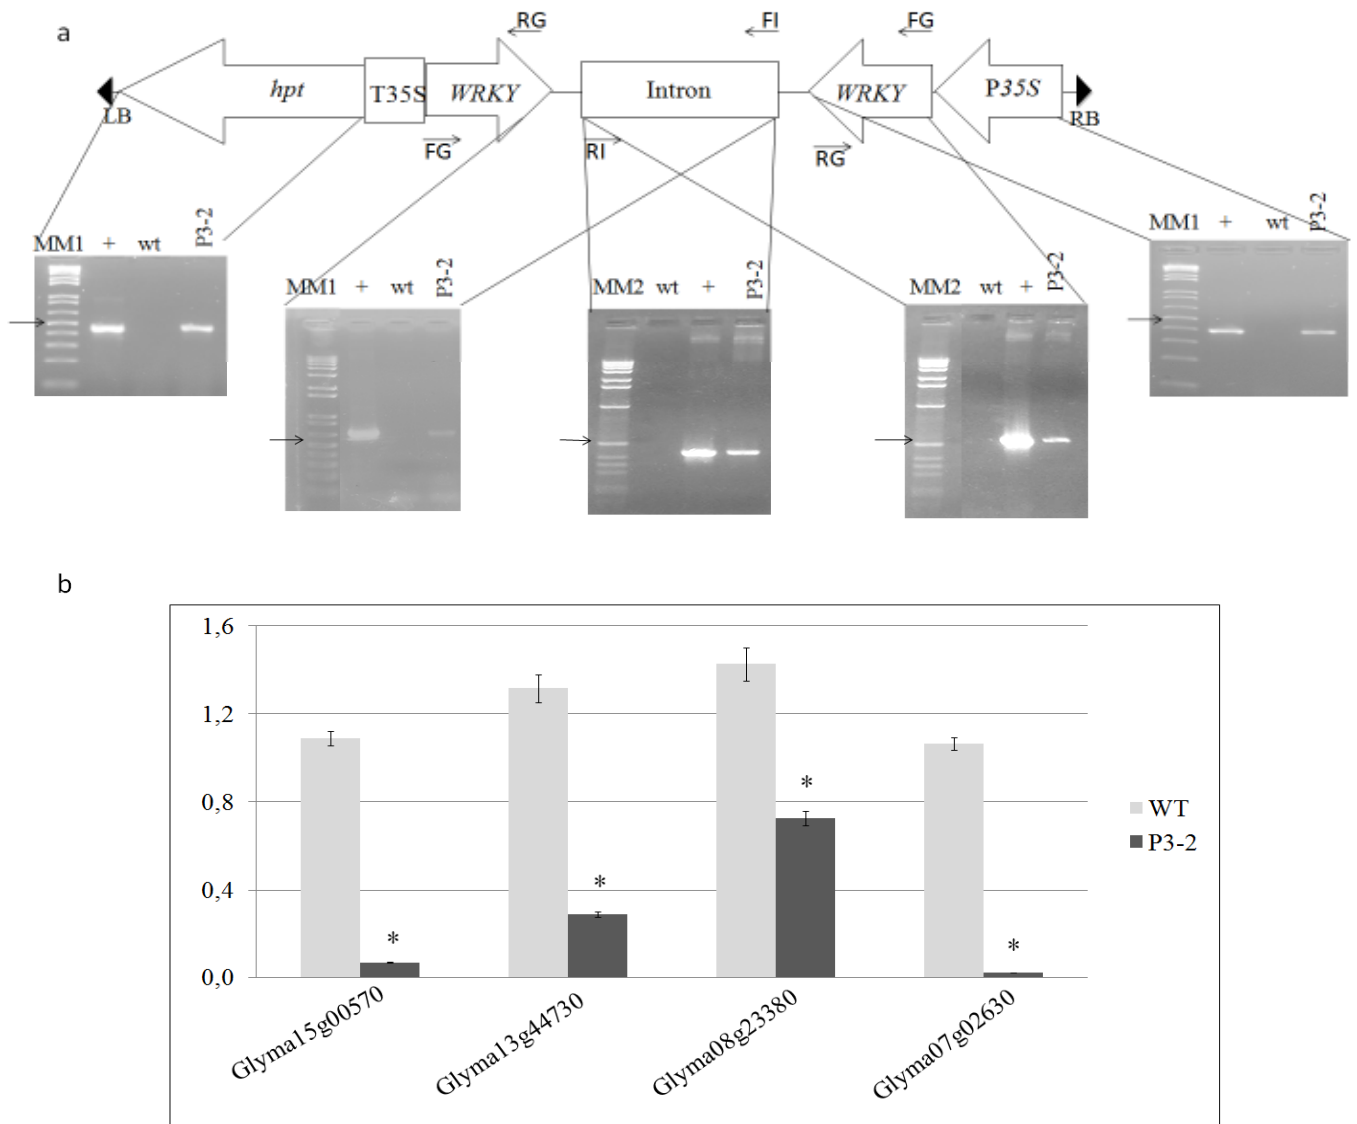 a
RG FI FG
hpt T35S WRKY Intron WRKY P35S
LB RB
FG RI RG
MM1 + wt P3-2
MM1 + wt P3-2
MM2 wt + P3-2
MM2 wt + P3-2
MM1 + wt P3-2
b
1,6
1,2
0,8
0,4
0,0
* * * *
WT
P3-2
Glyma15g00570
Glyma13g44730
Glyma08g23380
Glyma07g02630